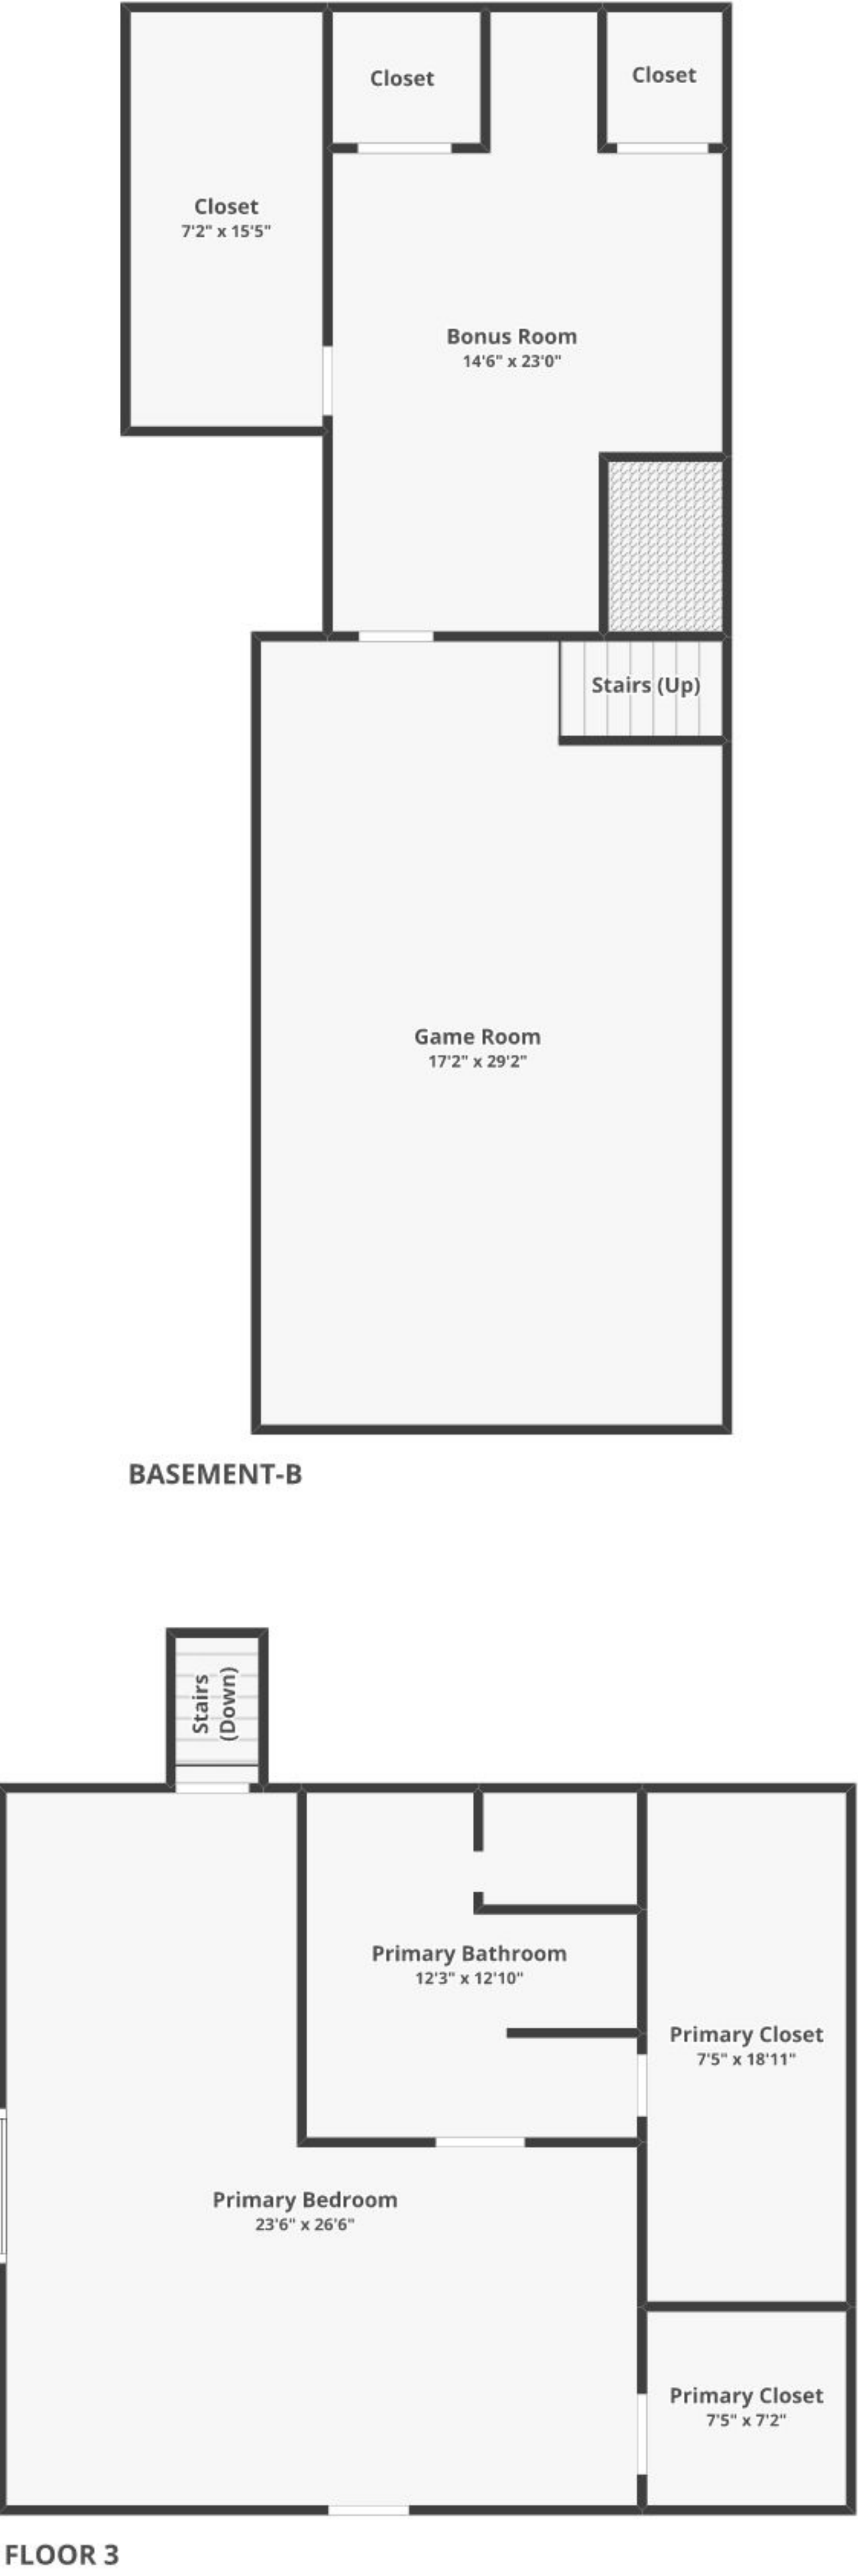 Closet
Closet
Closet
7'2" x 15'5"
Bonus Room
14'6" x 23'0"
Stairs (Up)
Game Room
17'2" x 29'2"
BASEMENT-B
Stairs
(Down)
Primary Bathroom
12'3" x 12'10"
Primary Closet
7'5" x 18'11"
Primary Bedroom
23'6" x 26'6"
Primary Closet
7'5" x 7'2"
FLOOR 3